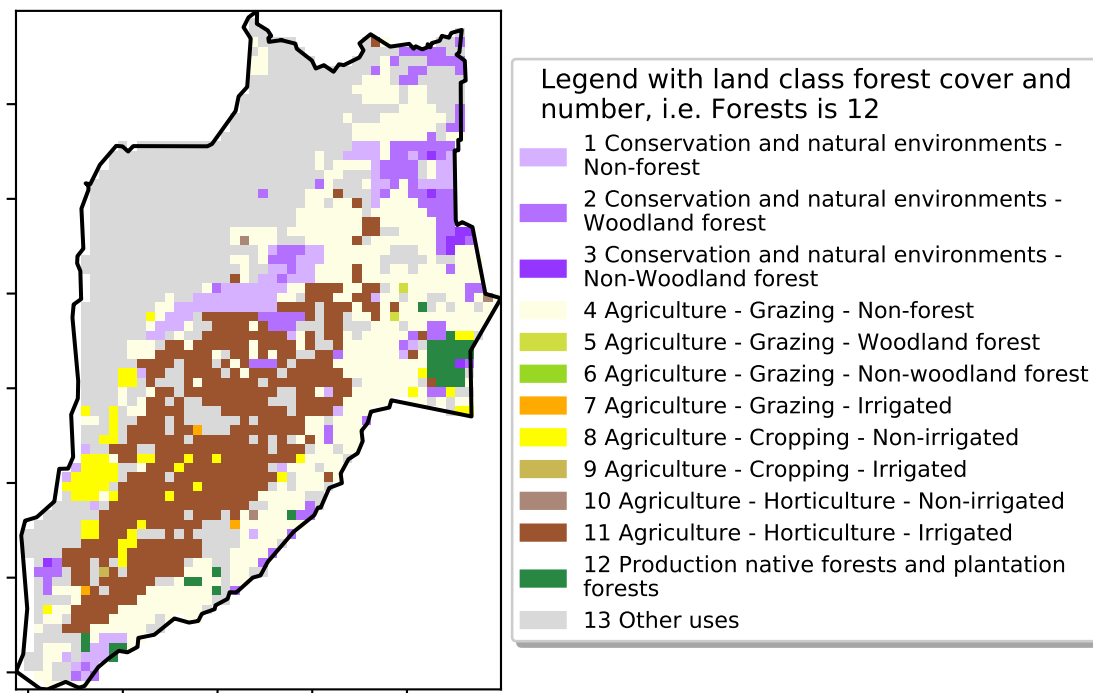 Legend with land class forest cover and
number, i.e. Forests is 12
1 Conservation and natural environments -
Non-forest
2 Conservation and natural environments -
Woodland forest
3 Conservation and natural environments -
Non-Woodland forest
4 Agriculture - Grazing - Non-forest
5 Agriculture - Grazing - Woodland forest
6 Agriculture - Grazing - Non-woodland forest
7 Agriculture - Grazing - Irrigated
8 Agriculture - Cropping - Non-irrigated
9 Agriculture - Cropping - Irrigated
10 Agriculture - Horticulture - Non-irrigated
11 Agriculture - Horticulture - Irrigated
12 Production native forests and plantation
forests
13 Other uses